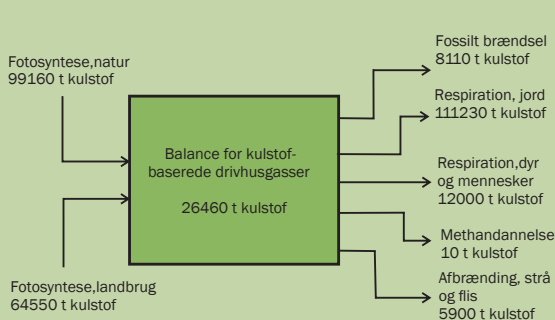 Fotosyntese,natur
99160 t kulstof
Fotosyntese,landbrug
64550 t kulstof
Balance for kulstof-
baserede drivhusgasser
26460 t kulstof
Fossilt brændsel
8110 t kulstof
Respiration, jord
111230 t kulstof
Respiration,dyr
og mennesker
12000 t kulstof
Methandannelse
10 t kulstof
Afbrænding, strå
og flis
5900 t kulstof